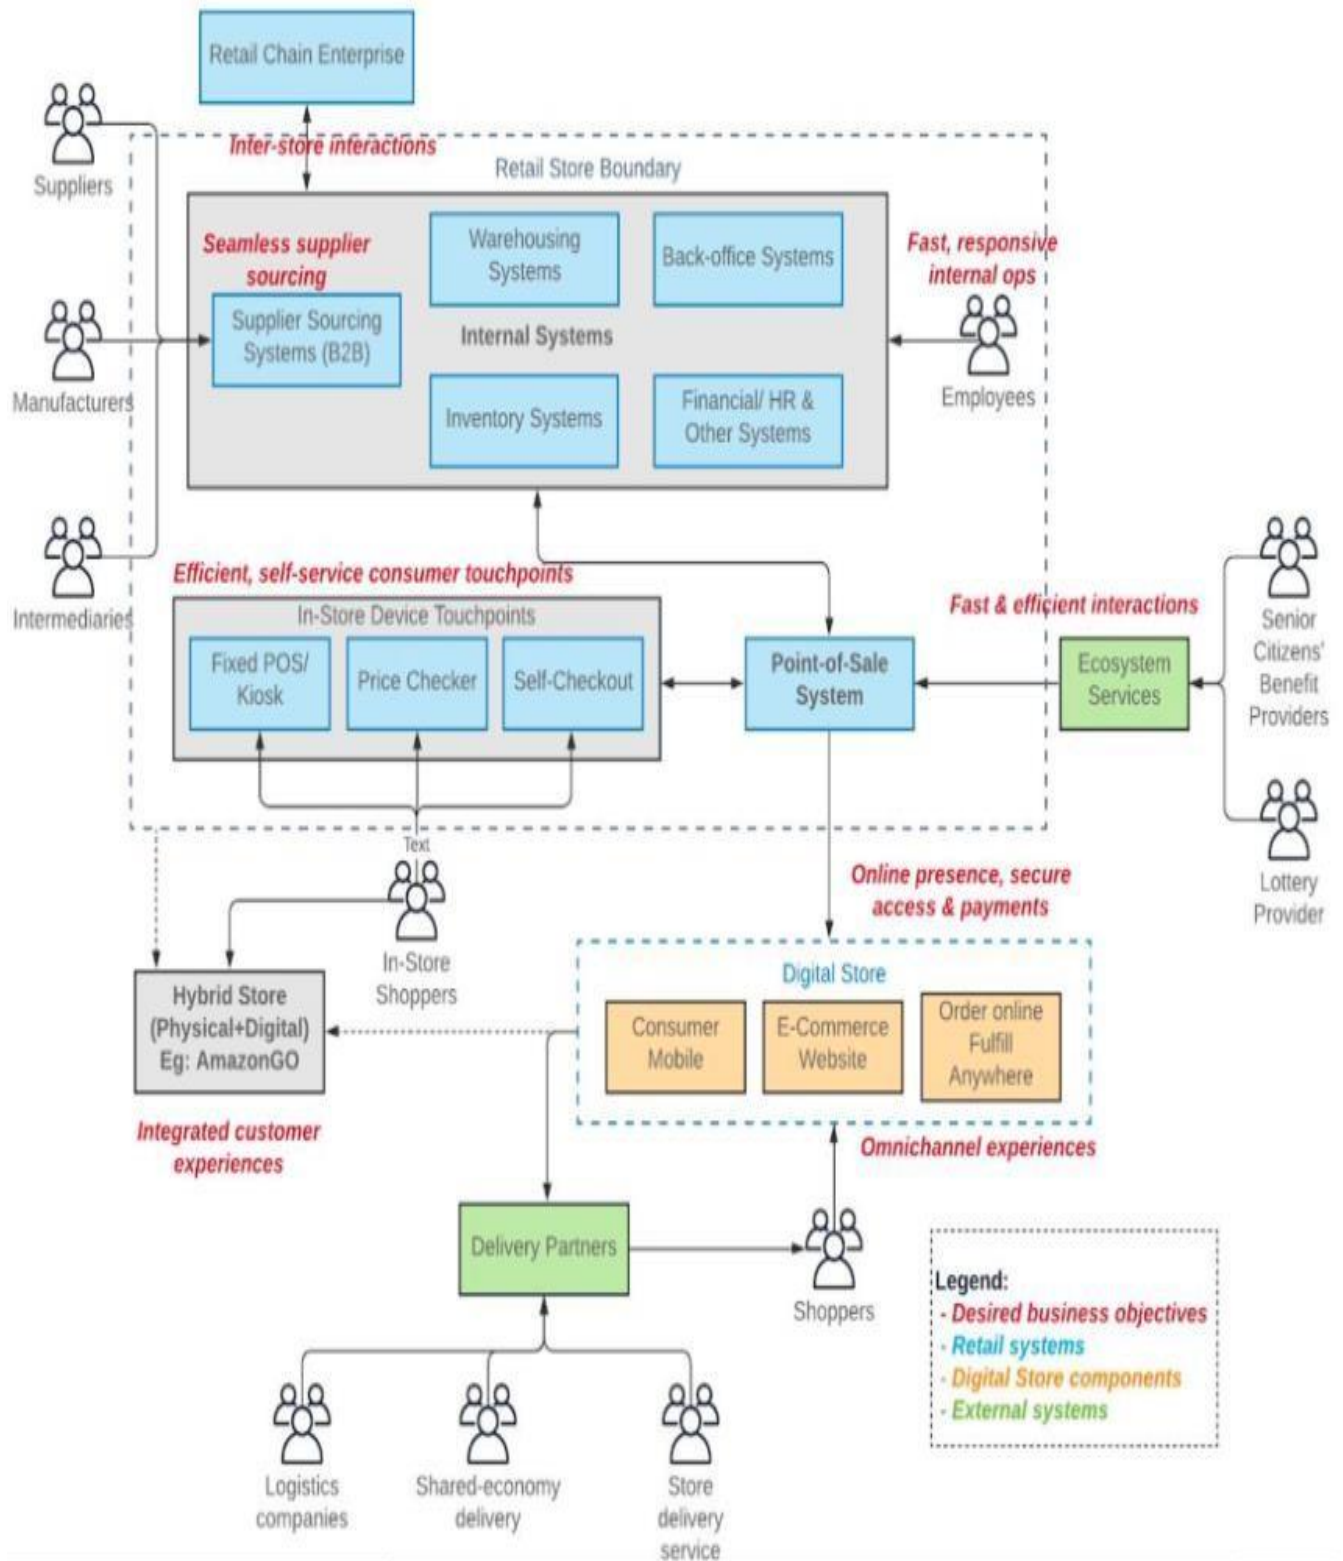 Retail Chain Enterprise
Suppliers
Inter-store interactions
Retail Store Boundary
Seamless supplier
sourcing
Warehousing
Systems
Back-office Systems
Fast, responsive
internal ops
Supplier Sourcing
Systems (B2B)
Internal Systems
Manufacturers
Employees
Inventory Systems
Financial/ HR &
Other Systems
Intermediaries
Efficient, self-service consumer touchpoints
In-Store Device Touchpoints
Fixed POS/
Kiosk
Price Checker
Self-Checkout
Point-of-Sale
System
Fast & efficient interactions
Ecosystem
Services
Senior
Citizens'
Benefit
Providers
Text
In-Store
Shoppers
Online presence, secure
access & payments
Lottery
Provider
Hybrid Store
(Physical+Digital)
Eg: AmazonGO
Integrated customer
experiences
Digital Store
Consumer
Mobile
E-Commerce
Website
Order online
Fulfill
Anywhere
Omnichannel experiences
Delivery Partners
Shoppers
Legend:
- Desired business objectives
- Retail systems
- Digital Store components
- External systems
Logistics
companies
Shared-economy
delivery
Store
delivery
service